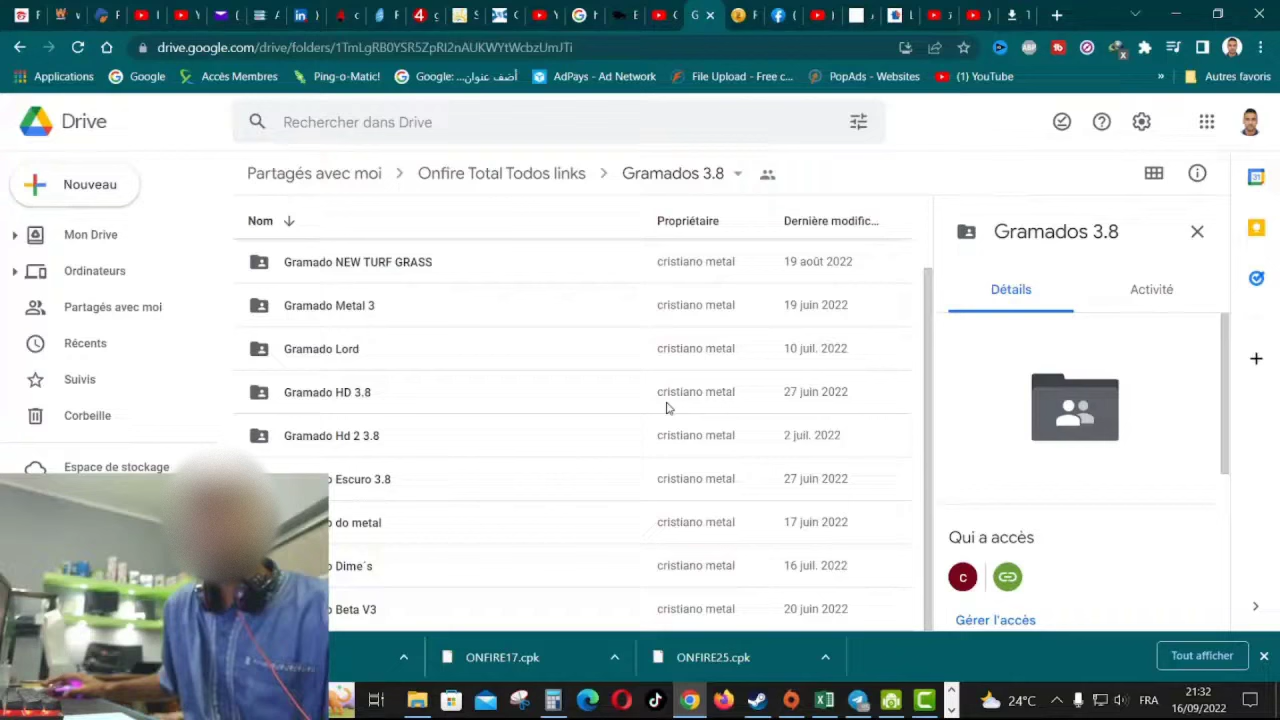 drive.google.com/drive/folders/1TmLgRB0YSR5ZpRI2nAUKWYtWcbzUmJTi
Applications
Google
Accès Membres
Ping-o-Matic!
Google: ...أضف عنوان
AdPays - Ad Network
File Upload - Free c...
PopAds - Websites
(1) YouTube
»
Autres favoris
Drive
Rechercher dans Drive
Nouveau
Partagés avec moi > Onfire Total Todos links > Gramados 3.8
Mon Drive
Ordinateurs
Partagés avec moi
Récents
Suivis
Corbeille
Espace de stockage
Nom Propriétaire Dernière modific...
Gramado NEW TURF GRASS cristiano metal 19 août 2022
Gramado Metal 3 cristiano metal 19 juin 2022
Gramado Lord cristiano metal 10 juil. 2022
Gramado HD 3.8 cristiano metal 27 juin 2022
Gramado Hd 2 3.8 cristiano metal 2 juil. 2022
o Escuro 3.8 cristiano metal 27 juin 2022
o do metal cristiano metal 17 juin 2022
o Dime`s cristiano metal 16 juil. 2022
o Beta V3 cristiano metal 20 juin 2022
Gramados 3.8
Détails
Activité
Qui a accès
c
Gérer l'accès
ONFIRE17.cpk
ONFIRE25.cpk
Tout afficher
24°C
FRA
21:32
16/09/2022